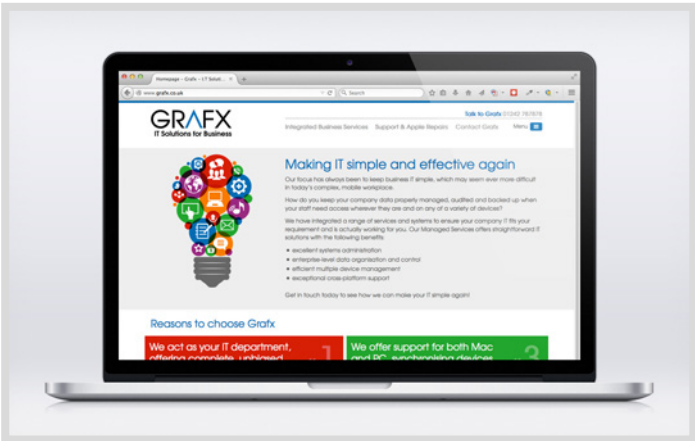 Homepage - Grafx - I.T Soluti...
www.grafx.co.uk
Search
GRAFX
IT Solutions for Business
Talk to Grafx 01242 787878
Integrated Business Services Support & Apple Repairs Contact Grafx Menu
Making IT simple and effective again
Our focus has always been to keep business IT simple, which may seem ever more difficult
in today's complex, mobile workplace.
How do you keep your company data properly managed, audited and backed up when
your staff need access wherever they are and on any of a variety of devices?
We have integrated a range of services and systems to ensure your company IT fits your
requirement and is actually working for you. Our Managed Services offers straightforward IT
solutions with the following benefits
• excellent systems administration
• enterprise-level data organisation and control
• efficient multiple device management
• exceptional cross-platform support
Get in touch today to see how we can make your IT simple again!
Reasons to choose Grafx
We act as your IT department,
offering complete, unbiased
1
We offer support for both Mac
and PC, synchronising devices
3